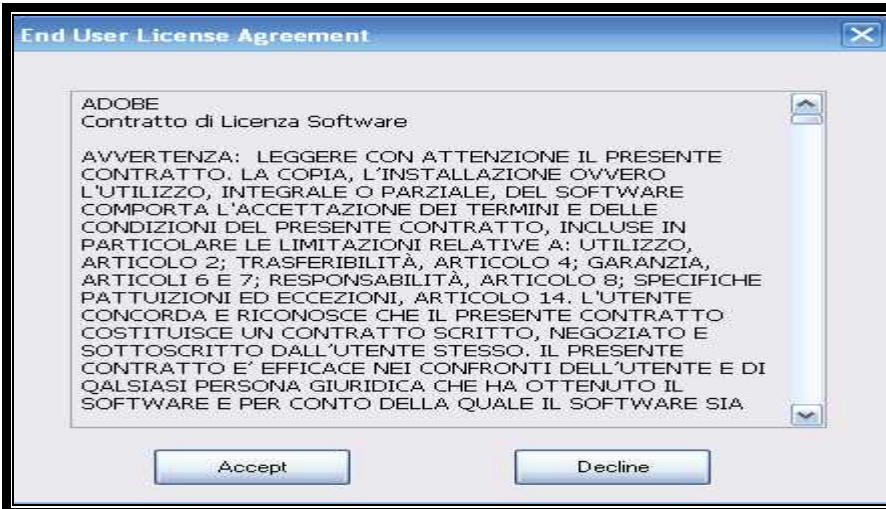 End User License Agreement
ADOBE
Contratto di Licenza Software
AVVERTENZA: LEGGERE CON ATTENZIONE IL PRESENTE
CONTRATTO. LA COPIA, L'INSTALLAZIONE OVVERO
L'UTILIZZO, INTEGRALE O PARZIALE, DEL SOFTWARE
COMPORTA L'ACCETTAZIONE DEI TERMINI E DELLE
CONDIZIONI DEL PRESENTE CONTRATTO, INCLUSE IN
PARTICOLARE LE LIMITAZIONI RELATIVE A: UTILIZZO,
ARTICOLO 2; TRASFERIBILITÀ, ARTICOLO 4; GARANZIA,
ARTICOLI 6 E 7; RESPONSABILITÀ, ARTICOLO 8; SPECIFICHE
PATTUIZIONI ED ECCEZIONI, ARTICOLO 14. L'UTENTE
CONCORDA E RICONOSCE CHE IL PRESENTE CONTRATTO
COSTITUISCE UN CONTRATTO SCRITTO, NEGOZIATO E
SOTTOSCRITTO DALL'UTENTE STESSO. IL PRESENTE
CONTRATTO E' EFFICACE NEI CONFRONTI DELL'UTENTE E DI
QALSIASI PERSONA GIURIDICA CHE HA OTTENUTO IL
SOFTWARE E PER CONTO DELLA QUALE IL SOFTWARE SIA
Accept
Decline